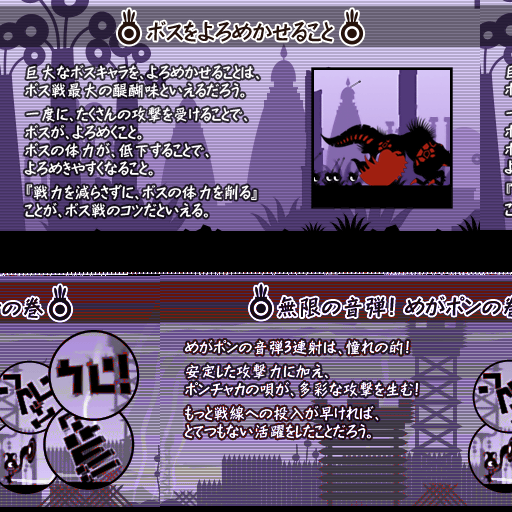 ボスをよろめかせること
巨大なボスキャラを、よろめかせることは、
ボス戦最大の醍醐味といえるだろう。
一度に、たくさんの攻撃を受けることで、
ボスが、よろめくこと。
ボスの体力が、低下することで、
よろめきやすくなること。
『戦力を減らさずに、ボスの体力を削る』
ことが、ボス戦のコツだといえる。
の巻
無限の音弾！めがポンの巻
めがポンの音弾3連射は、憧れの的！
安定した攻撃力に加え、
ポンチャカの唄が、多彩な攻撃を生む！
もっと戦線への投入が早ければ、
とてつもない活躍をしたことだろう。